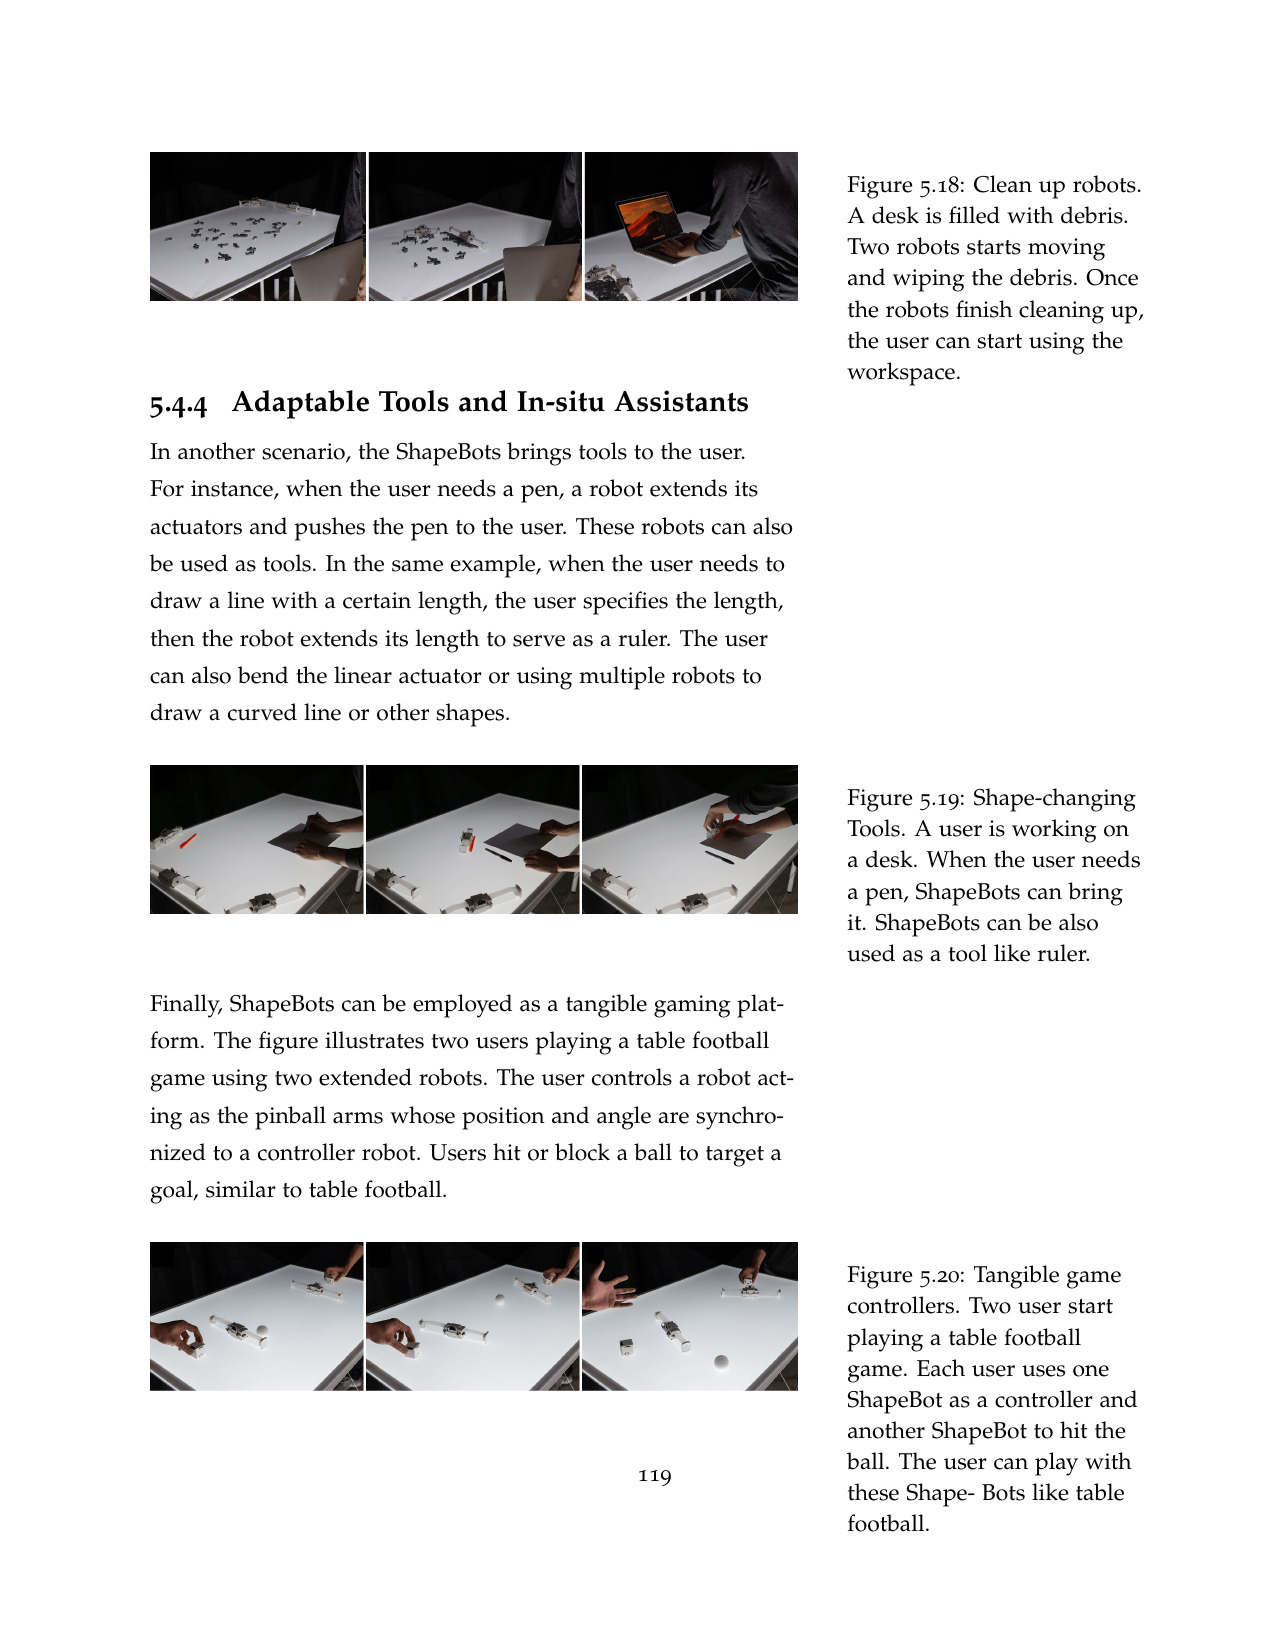 Figure 5.18: Clean up robots.
A desk is filled with debris.
Two robots starts moving
and wiping the debris. Once
the robots finish cleaning up,
the user can start using the
workspace.
5.4.4 Adaptable Tools and In-situ Assistants
In another scenario, the ShapeBots brings tools to the user.
For instance, when the user needs a pen, a robot extends its
actuators and pushes the pen to the user. These robots can also
be used as tools. In the same example, when the user needs to
draw a line with a certain length, the user specifies the length,
then the robot extends its length to serve as a ruler. The user
can also bend the linear actuator or using multiple robots to
draw a curved line or other shapes.
Figure 5.19: Shape-changing
Tools. A user is working on
a desk. When the user needs
a pen, ShapeBots can bring
it. ShapeBots can be also
used as a tool like ruler.
Finally, ShapeBots can be employed as a tangible gaming plat-
form. The figure illustrates two users playing a table football
game using two extended robots. The user controls a robot act-
ing as the pinball arms whose position and angle are synchro-
nized to a controller robot. Users hit or block a ball to target a
goal, similar to table football.
Figure 5.20: Tangible game
controllers. Two user start
playing a table football
game. Each user uses one
ShapeBot as a controller and
another ShapeBot to hit the
ball. The user can play with
these Shape- Bots like table
football.
119